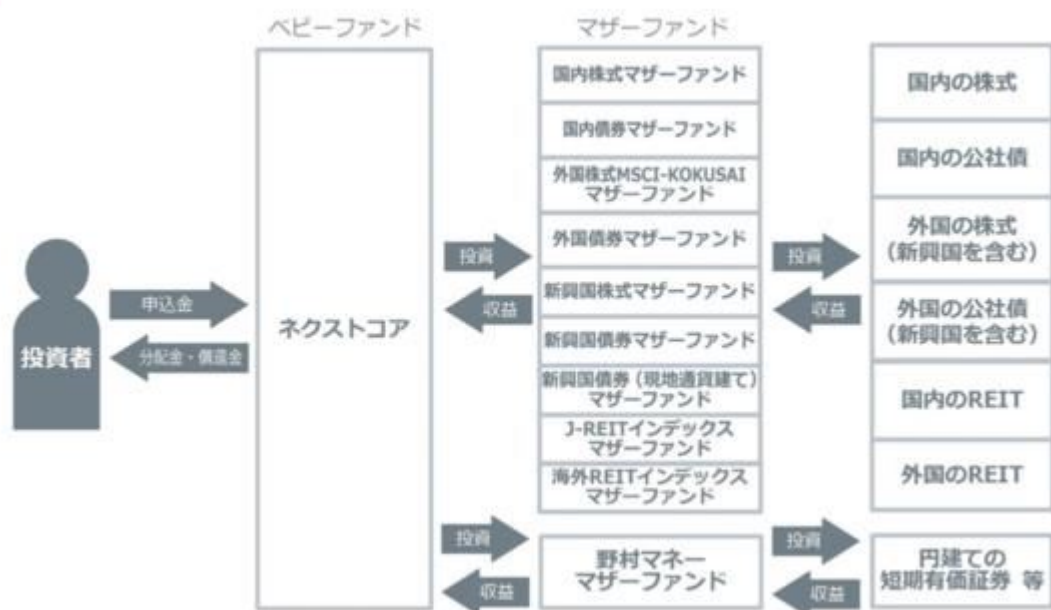 ベビーファンド
マザーファンド
国内株式マザーファンド
国内債券マザーファンド
外国株式MSCI-KOKUSAI
マザーファンド
外国債券マザーファンド
新興国株式マザーファンド
新興国債券マザーファンド
新興国債券（現地通貨建て）
マザーファンド
J-REITインデックス
マザーファンド
海外REITインデックス
マザーファンド
野村マネー
マザーファンド
投資者
申込金
分配金・償還金
ネクストコア
投資
収益
投資
収益
投資
収益
投資
収益
国内の株式
国内の公社債
外国の株式
（新興国を含む）
外国の公社債
（新興国を含む）
国内のREIT
外国のREIT
円建ての
短期有価証券 等